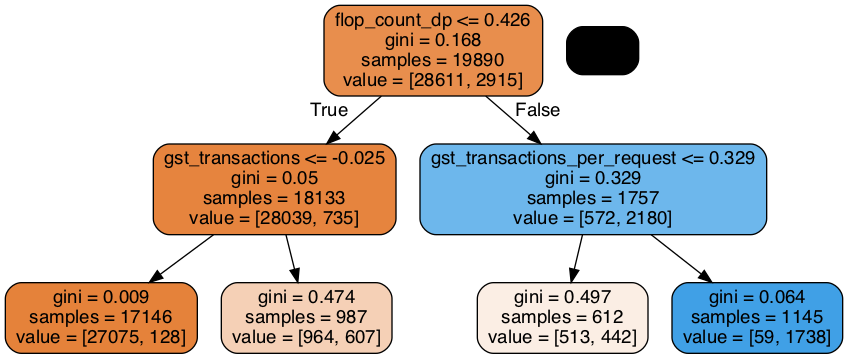 flop_count_dp <= 0.426
gini = 0.168
samples = 19890
value = [28611, 2915]
True
False
gst_transactions <= -0.025
gini = 0.05
samples = 18133
value = [28039, 735]
gst_transactions_per_request <= 0.329
gini = 0.329
samples = 1757
value = [572, 2180]
gini = 0.009
samples = 17146
value = [27075, 128]
gini = 0.474
samples = 987
value = [964, 607]
gini = 0.497
samples = 612
value = [513, 442]
gini = 0.064
samples = 1145
value = [59, 1738]